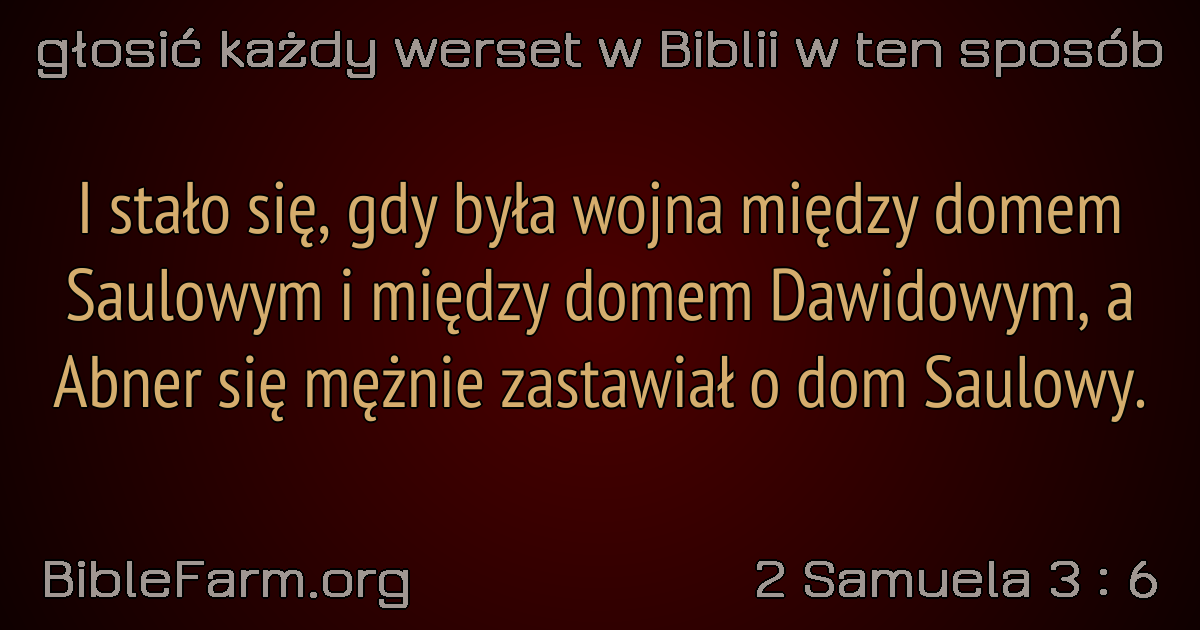 głosić każdy werset w Biblii w ten sposób
I stało się, gdy była wojna między domem
Saulowym i między domem Dawidowym, a
Abner się mężnie zastawiał o dom Saulowy.
BibleFarm.org
2 Samuela 3 : 6